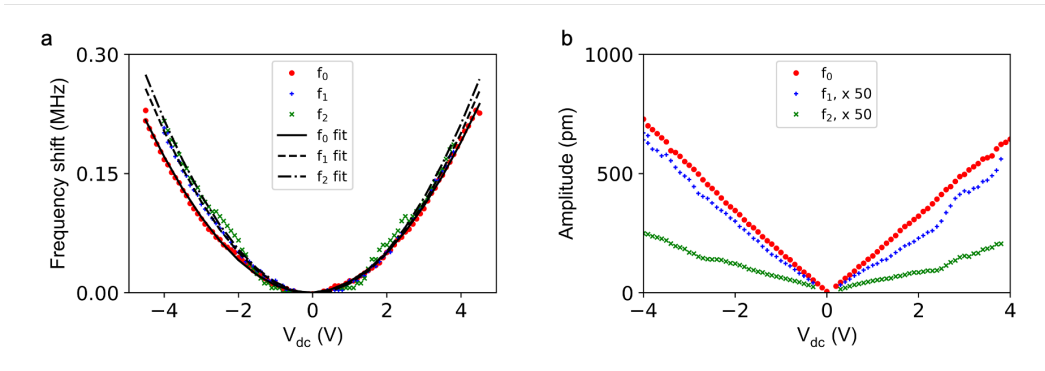 a
0.30
0.15
0.00
Frequency shift (MHz)
f₀
f₁
f₂
f₀ fit
f₁ fit
f₂ fit
−4 −2 0 2 4
V_dc (V)
b
1000
500
0
Amplitude (pm)
f₀
f₁, x 50
f₂, x 50
−4 −2 0 2 4
V_dc (V)